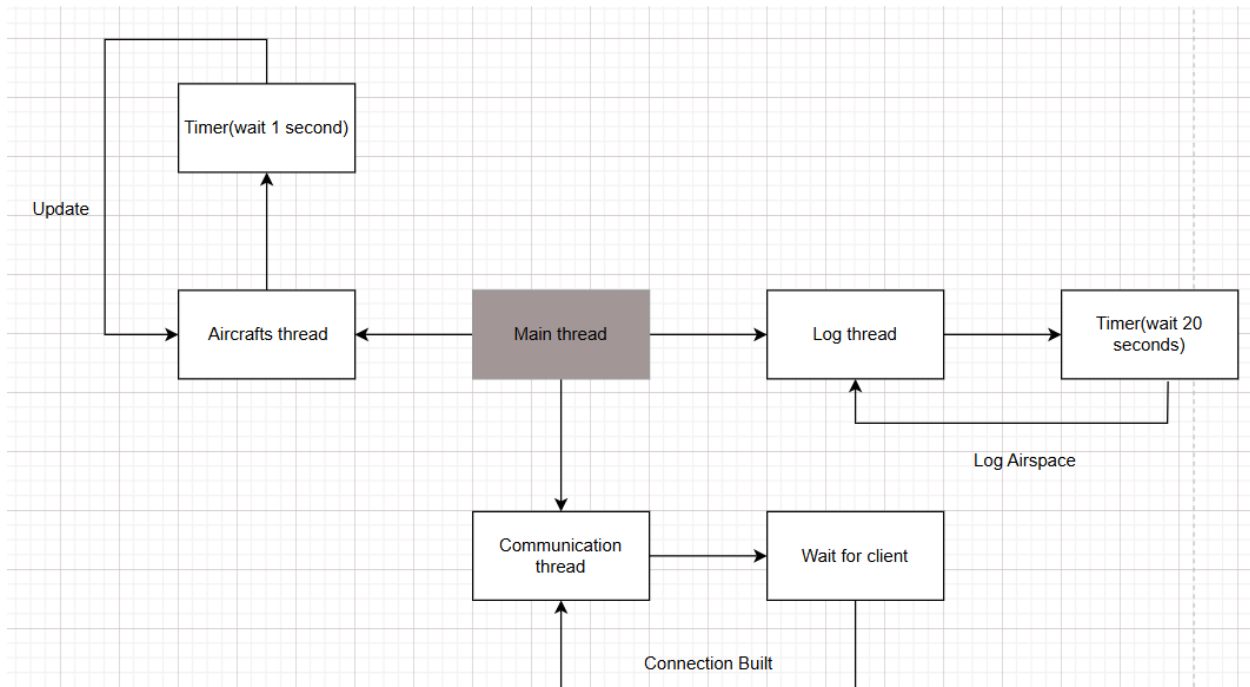 Timer(wait 1 second)
Update
Aircrafts thread
Main thread
Log thread
Timer(wait 20
seconds)
Log Airspace
Communication
thread
Wait for client
Connection Built